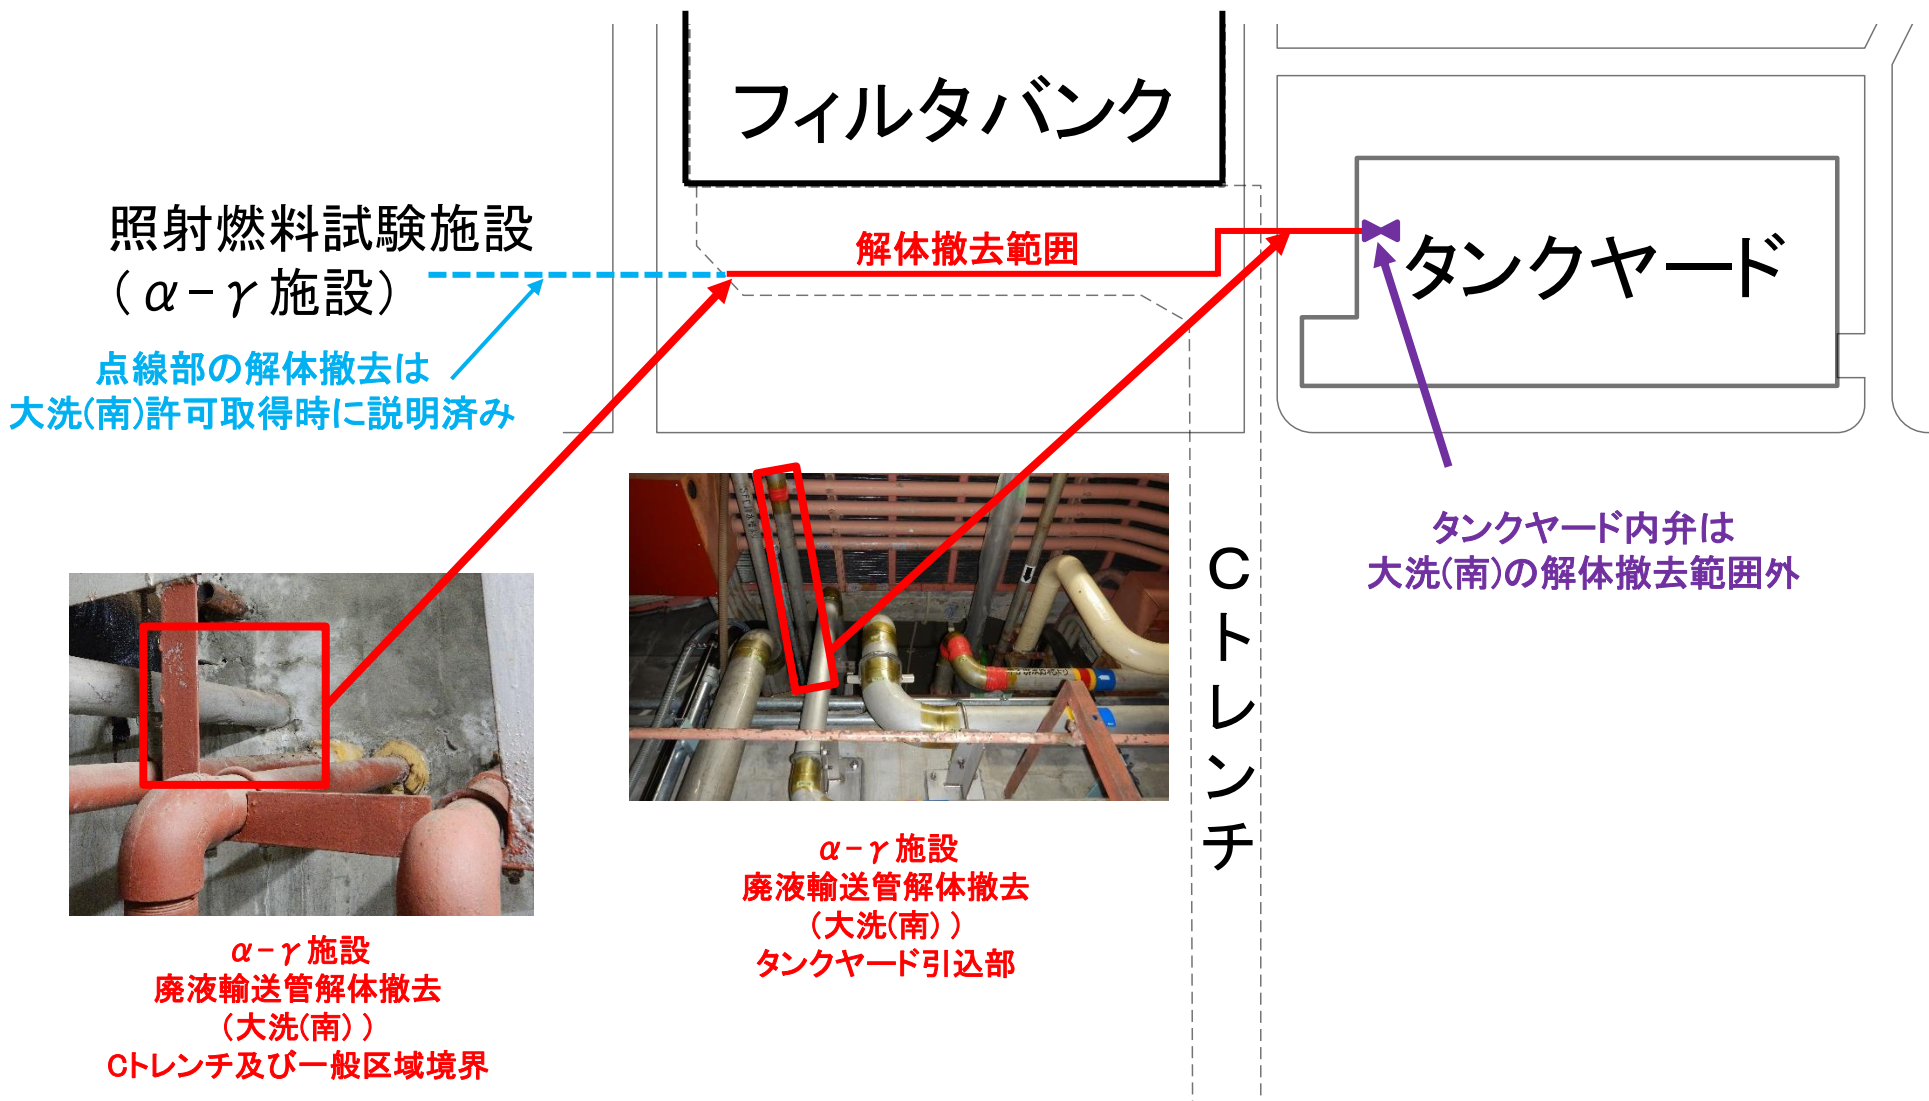 フィルタバンク
照射燃料試験施設
(α-γ施設)
解体撤去範囲
タンクヤード
点線部の解体撤去は
大洗(南)許可取得時に説明済み
タンクヤード内弁は
大洗(南)の解体撤去範囲外
Cトレンチ
α-γ施設
廃液輸送管解体撤去
(大洗(南))
タンクヤード引込部
α-γ施設
廃液輸送管解体撤去
(大洗(南))
Cトレンチ及び一般区域境界